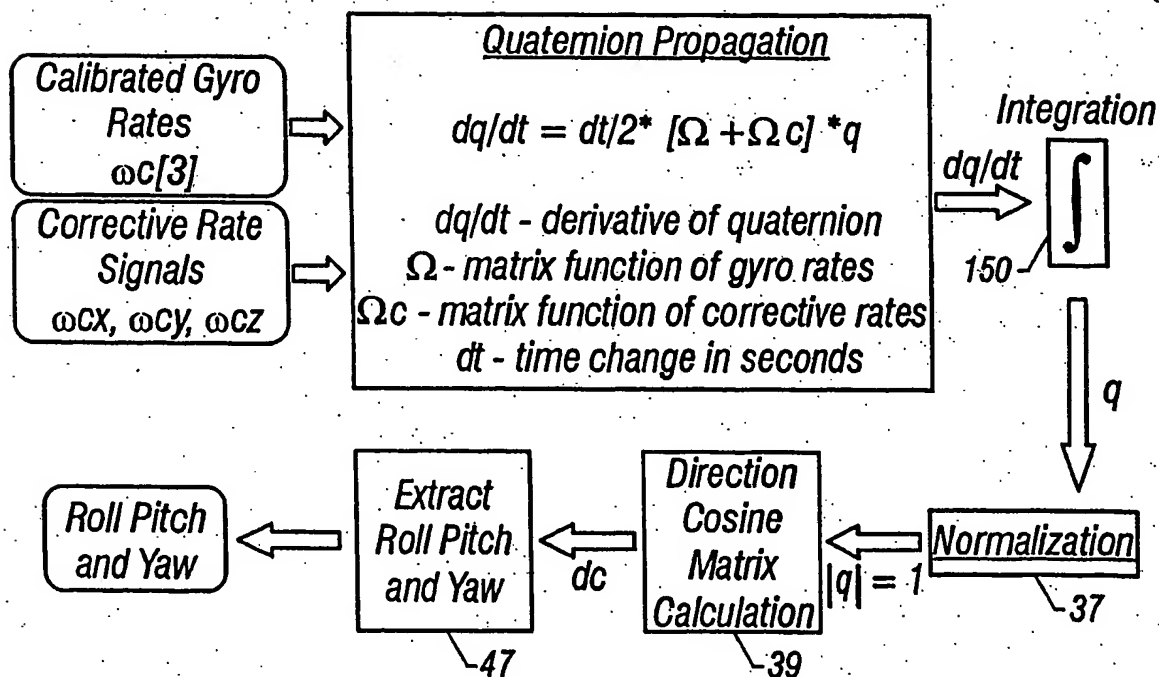 Calibrated Gyro
Rates
ωc[3]
Corrective Rate
Signals
ωcx, ωcy, ωcz
Quaternion Propagation
dq/dt = dt/2* [Ω +Ω c] *q
dq/dt - derivative of quaternion
Ω - matrix function of gyro rates
Ωc - matrix function of corrective rates
dt - time change in seconds
dq/dt
Integration
∫
150
q
Normalization
37
|q| = 1
Direction
Cosine
Matrix
Calculation
39
dc
Extract
Roll Pitch
and Yaw
47
Roll Pitch
and Yaw